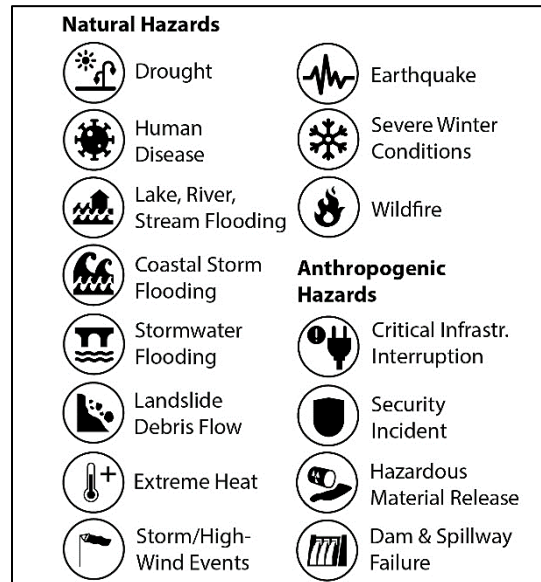 Natural Hazards
Drought
Human
Disease
Lake, River,
Stream Flooding
Coastal Storm
Flooding
Stormwater
Flooding
Landslide
Debris Flow
Extreme Heat
Storm/High-
Wind Events
Earthquake
Severe Winter
Conditions
Wildfire
Anthropogenic
Hazards
Critical Infrastr.
Interruption
Security
Incident
Hazardous
Material Release
Dam & Spillway
Failure